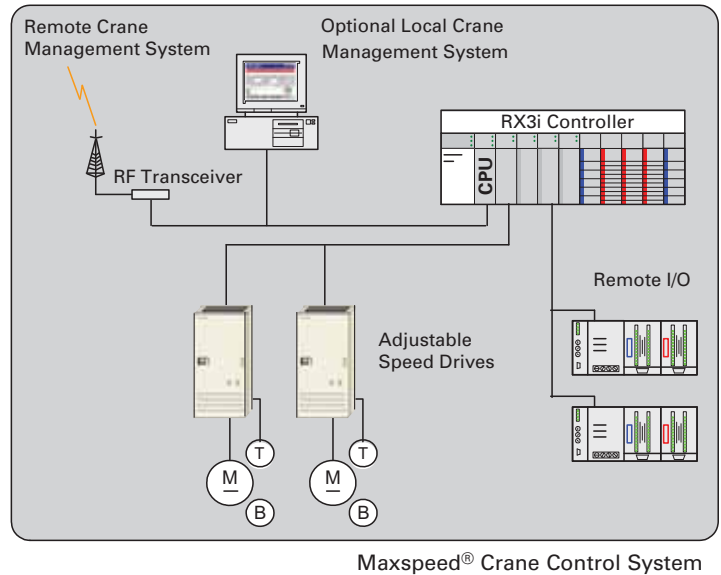 Remote Crane
Management System
Optional Local Crane
Management System
RX3i Controller
CPU
RF Transceiver
Remote I/O
Adjustable
Speed Drives
T
T
M
M
B
B
Maxspeed® Crane Control System